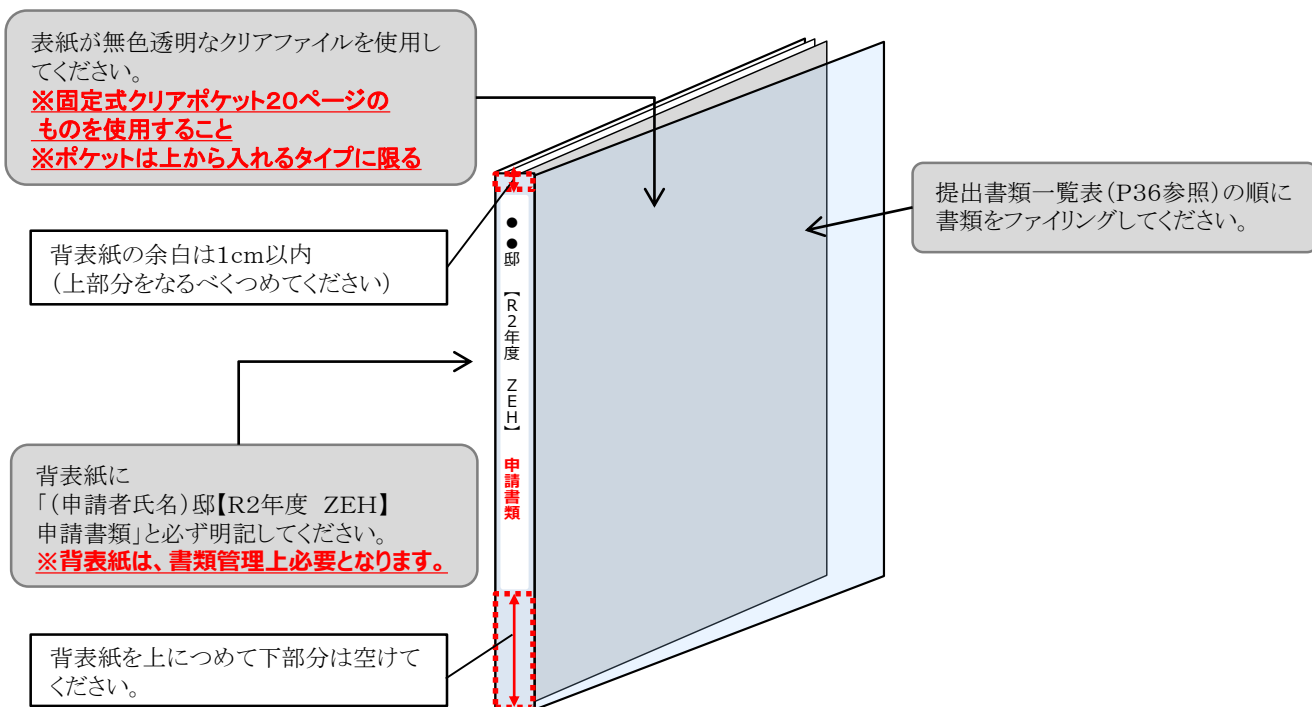 表紙が無色透明なクリアファイルを使用し
てください。
※固定式クリアポケット20ページの
ものを使用すること
※ポケットは上から入れるタイプに限る
提出書類一覧表(P36参照)の順に
書類をファイリングしてください。
背表紙の余白は1cm以内
(上部分をなるべくつめてください)
●●邸 【R2年度 ZEH】 申請書類
背表紙に
「(申請者氏名)邸【R2年度 ZEH】
申請書類」と必ず明記してください。
※背表紙は、書類管理上必要となります。
背表紙を上につめて下部分は空けて
ください。